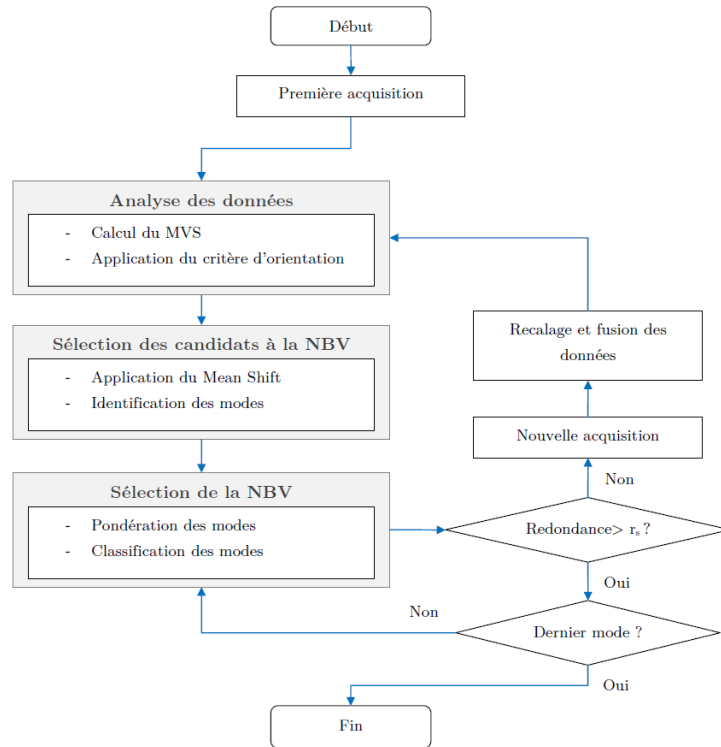 Début
Première acquisition
Analyse des données
- Calcul du MVS
- Application du critère d'orientation
Sélection des candidats à la NBV
- Application du Mean Shift
- Identification des modes
Sélection de la NBV
- Pondération des modes
- Classification des modes
Recalage et fusion des
données
Nouvelle acquisition
Non
Redondance> rs ?
Oui
Non
Dernier mode ?
Oui
Fin